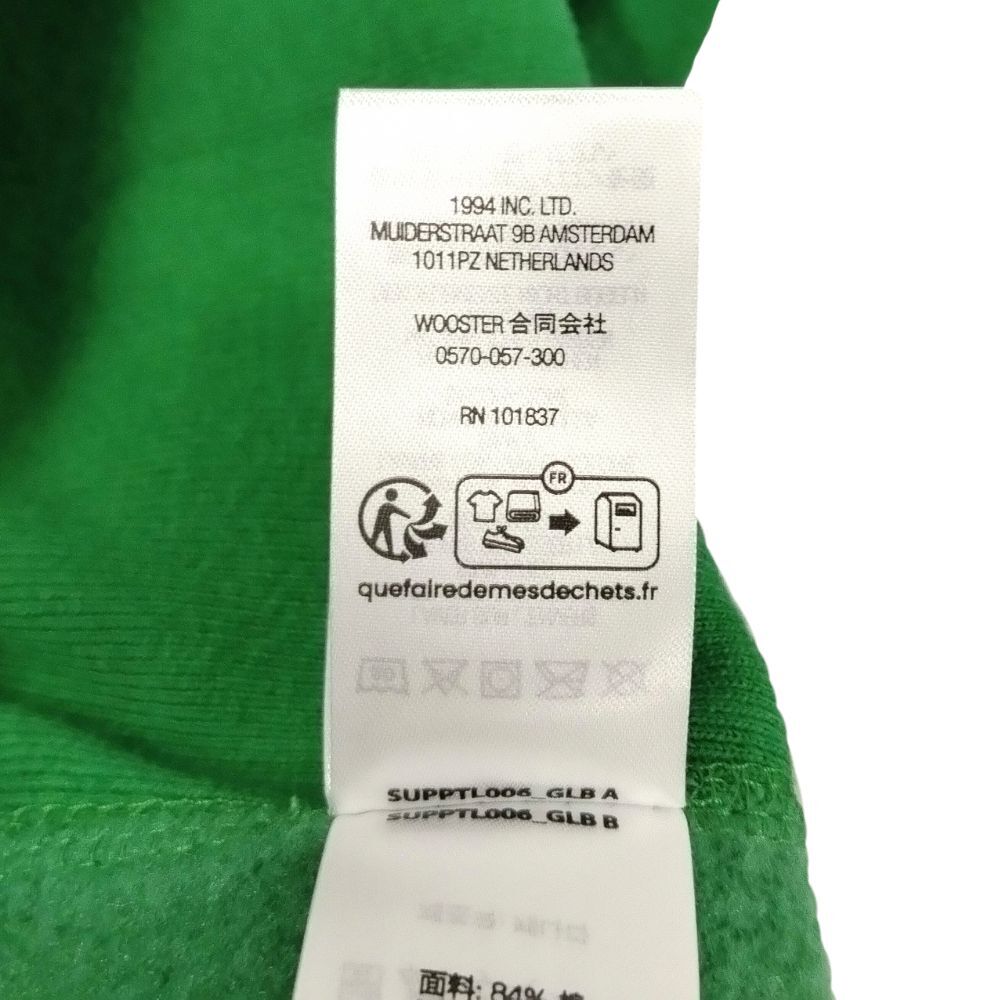 1994 INC. LTD.
MUIDERSTRAAT 9B AMSTERDAM
1011PZ NETHERLANDS
WOOSTER 合同会社
0570-057-300
RN 101837
FR
quefairedemesdechets.fr
SUPPTL006_GLB A
SUPPTL006_GLB B
面料: 84% 棉